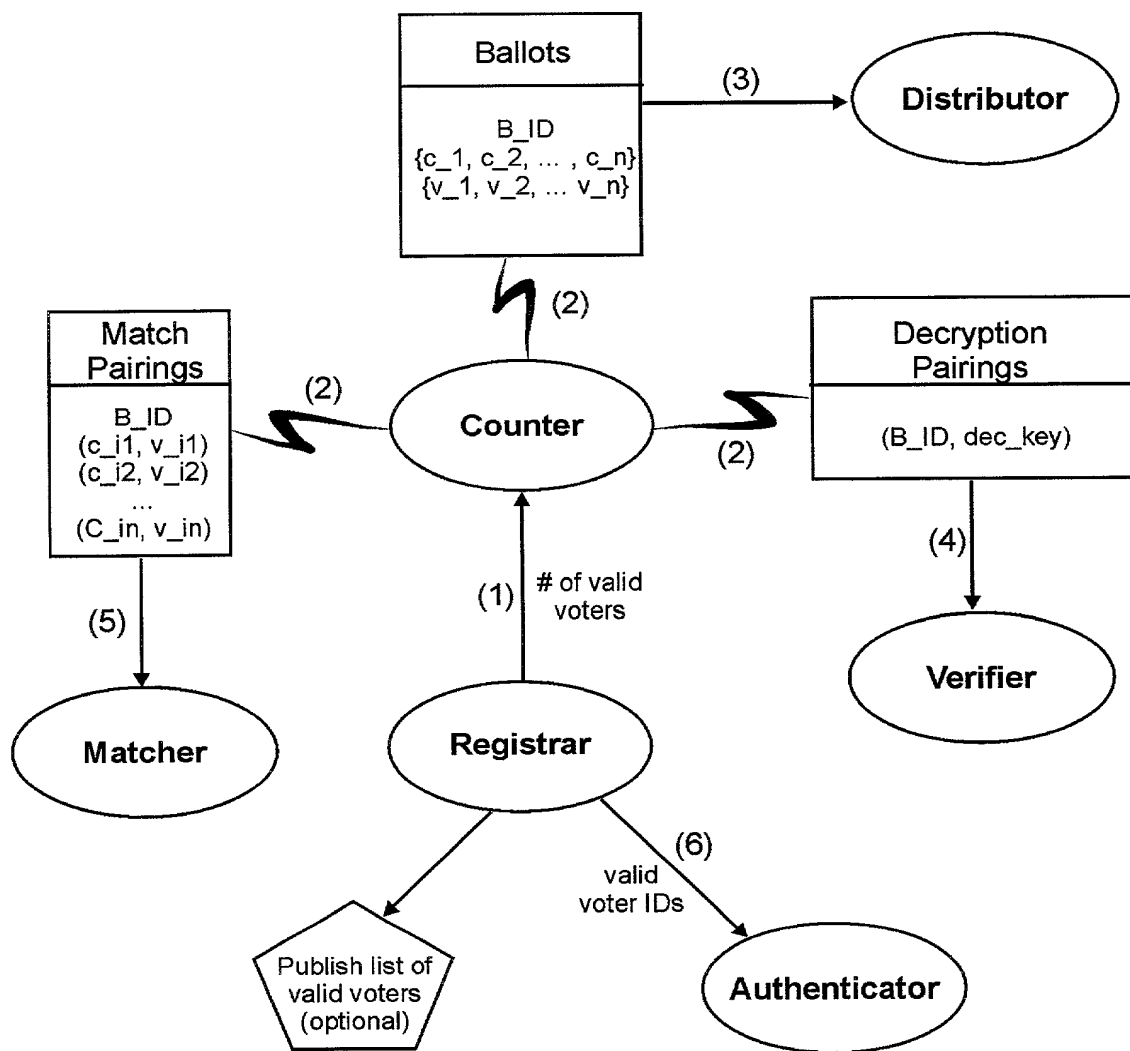 Ballots
B_ID
{c_1, c_2, ... , c_n}
{v_1, v_2, ... v_n}
(3)
Distributor
(2)
Match
Pairings
B_ID
(c_i1, v_i1)
(c_i2, v_i2)
...
(C_in, v_in)
(2)
Counter
(2)
Decryption
Pairings
(B_ID, dec_key)
(5)
(1)
# of valid
voters
(4)
Matcher
Registrar
Verifier
(6)
valid
voter IDs
Publish list of
valid voters
(optional)
Authenticator